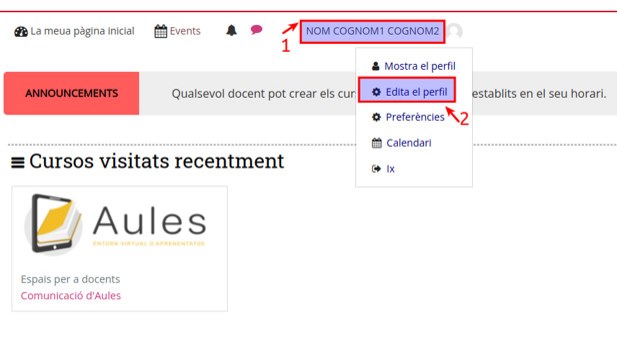 La meua pàgina inicial Events NOM COGNOM1 COGNOM2
1
Mostra el perfil
ANNOUNCEMENTS Qualsevol docent pot crear els cur Edita el perfil establits en el seu horari.
2
Preferències
Calendari
Ix
Cursos visitats recentment
Aules
ENTORN VIRTUAL D'APRENENTATGE
Espais per a docents
Comunicació d'Aules